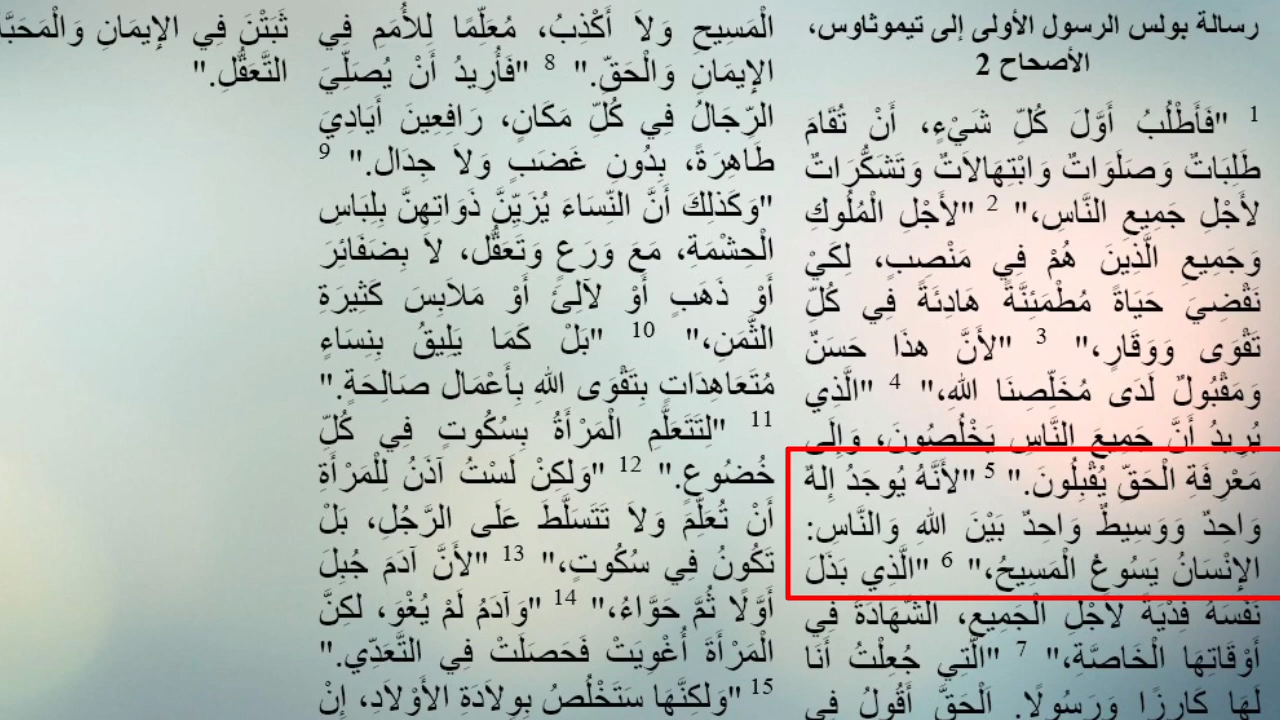 رسالة بولس الرسول الأولى إلى تيموثاوس،
الأصحاح 2
1 "فَأَطْلُبُ أَوَّلَ كُلِّ شَيْءٍ، أَنْ تُقَامَ
طَلِبَاتٌ وَصَلَوَاتٌ وَابْتِهَالاَتٌ وَتَشَكُّرَاتٌ
لأَجْلِ جَمِيعِ النَّاسِ،" 2 "لأَجْلِ الْمُلُوكِ
وَجَمِيعِ الَّذِينَ هُمْ فِي مَنْصِبٍ، لِكَيْ
نَقْضِيَ حَيَاةً مُطْمَئِنَّةً هَادِئَةً فِي كُلِّ
تَقْوَى وَوَقَارٍ،" 3 "لأَنَّ هذَا حَسَنٌ
وَمَقْبُولٌ لَدَى مُخَلِّصِنَا اللهِ،" 4 "الَّذِي
يُرِيدُ أَنَّ جَمِيعَ النَّاسِ يَخْلُصُونَ، وَإِلَى
مَعْرِفَةِ الْحَقِّ يُقْبِلُونَ." 5 "لأَنَّهُ يُوجَدُ إِلهٌ
وَاحِدٌ وَوَسِيطٌ وَاحِدٌ بَيْنَ اللهِ وَالنَّاسِ:
الإِنْسَانُ يَسُوعُ الْمَسِيحُ،" 6 "الَّذِي بَذَلَ
نَفْسَهُ فِدْيَةً لأَجْلِ الْجَمِيعِ، الشَّهَادَةُ فِي
أَوْقَاتِهَا الْخَاصَّةِ،" 7 "الَّتِي جُعِلْتُ أَنَا
لَهَا كَارِزًا وَرَسُولًا. اَلْحَقَّ أَقُولُ فِي
الْمَسِيحِ وَلاَ أَكْذِبُ، مُعَلِّمًا لِلأُمَمِ فِي
الإِيمَانِ وَالْحَقِّ." 8 "فَأُرِيدُ أَنْ يُصَلِّيَ
الرِّجَالُ فِي كُلِّ مَكَانٍ، رَافِعِينَ أَيَادِيَ
طَاهِرَةً، بِدُونِ غَضَبٍ وَلاَ جِدَالٍ." 9
"وَكَذلِكَ أَنَّ النِّسَاءَ يُزَيِّنَّ ذَوَاتِهِنَّ بِلِبَاسِ
الْحِشْمَةِ، مَعَ وَرَعٍ وَتَعَقُّل، لاَ بِضَفَائِرَ
أَوْ ذَهَبٍ أَوْ لآلِئَ أَوْ مَلاَبِسَ كَثِيرَةِ
الثَّمَنِ،" 10 "بَلْ كَمَا يَلِيقُ بِنِسَاءٍ
مُتَعَاهِدَاتٍ بِتَقْوَى اللهِ بِأَعْمَال صَالِحَةٍ."
11 "لِتَتَعَلَّمِ الْمَرْأَةُ بِسُكُوتٍ فِي كُلِّ
خُضُوعٍ." 12 "وَلكِنْ لَسْتُ آذَنُ لِلْمَرْأَةِ
أَنْ تُعَلِّمَ وَلاَ تَتَسَلَّطَ عَلَى الرَّجُلِ، بَلْ
تَكُونُ فِي سُكُوتٍ،" 13 "لأَنَّ آدَمَ جُبِلَ
أَوَّلًا ثُمَّ حَوَّاءُ،" 14 "وَآدَمُ لَمْ يُغْوَ، لكِنَّ
الْمَرْأَةَ أُغْوِيَتْ فَحَصَلَتْ فِي التَّعَدِّي."
15 "وَلكِنَّهَا سَتَخْلُصُ بِوِلاَدَةِ الأَوْلاَدِ، إِنْ
ثَبَتْنَ فِي الإِيمَانِ وَالْمَحَبَّ
التَّعَقُّلِ."